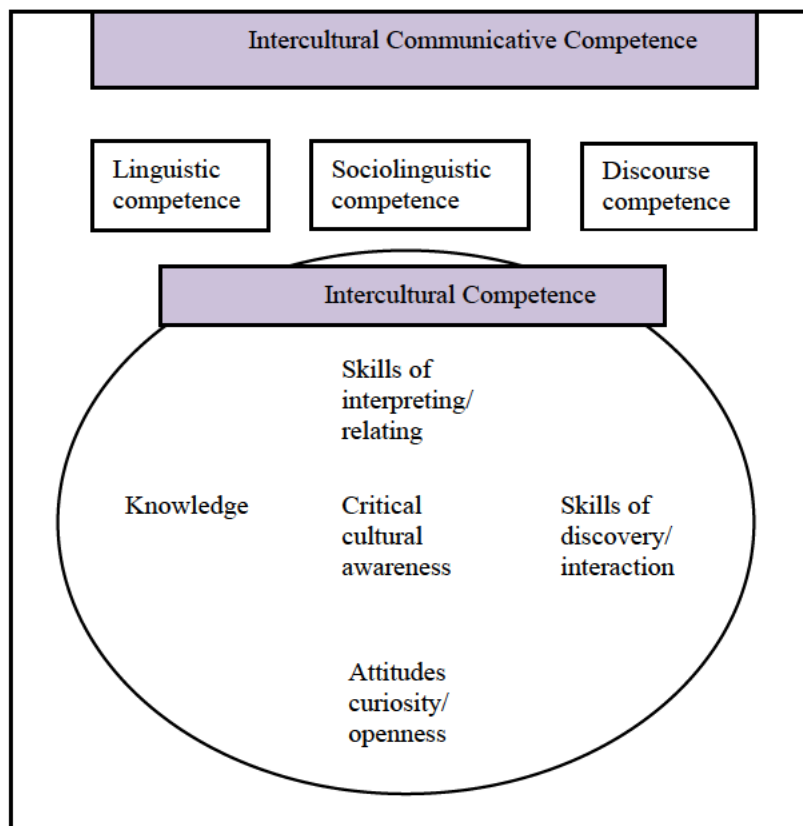 Intercultural Communicative Competence
Linguistic
competence
Sociolinguistic
competence
Discourse
competence
Intercultural Competence
Skills of
interpreting/
relating
Knowledge
Critical
cultural
awareness
Skills of
discovery/
interaction
Attitudes
curiosity/
openness